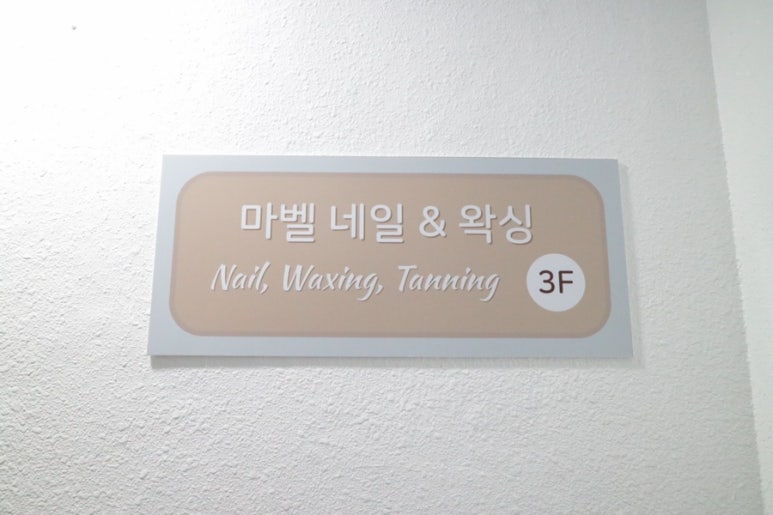 마벨 네일 & 왁싱
Nail, Waxing, Tanning
3F